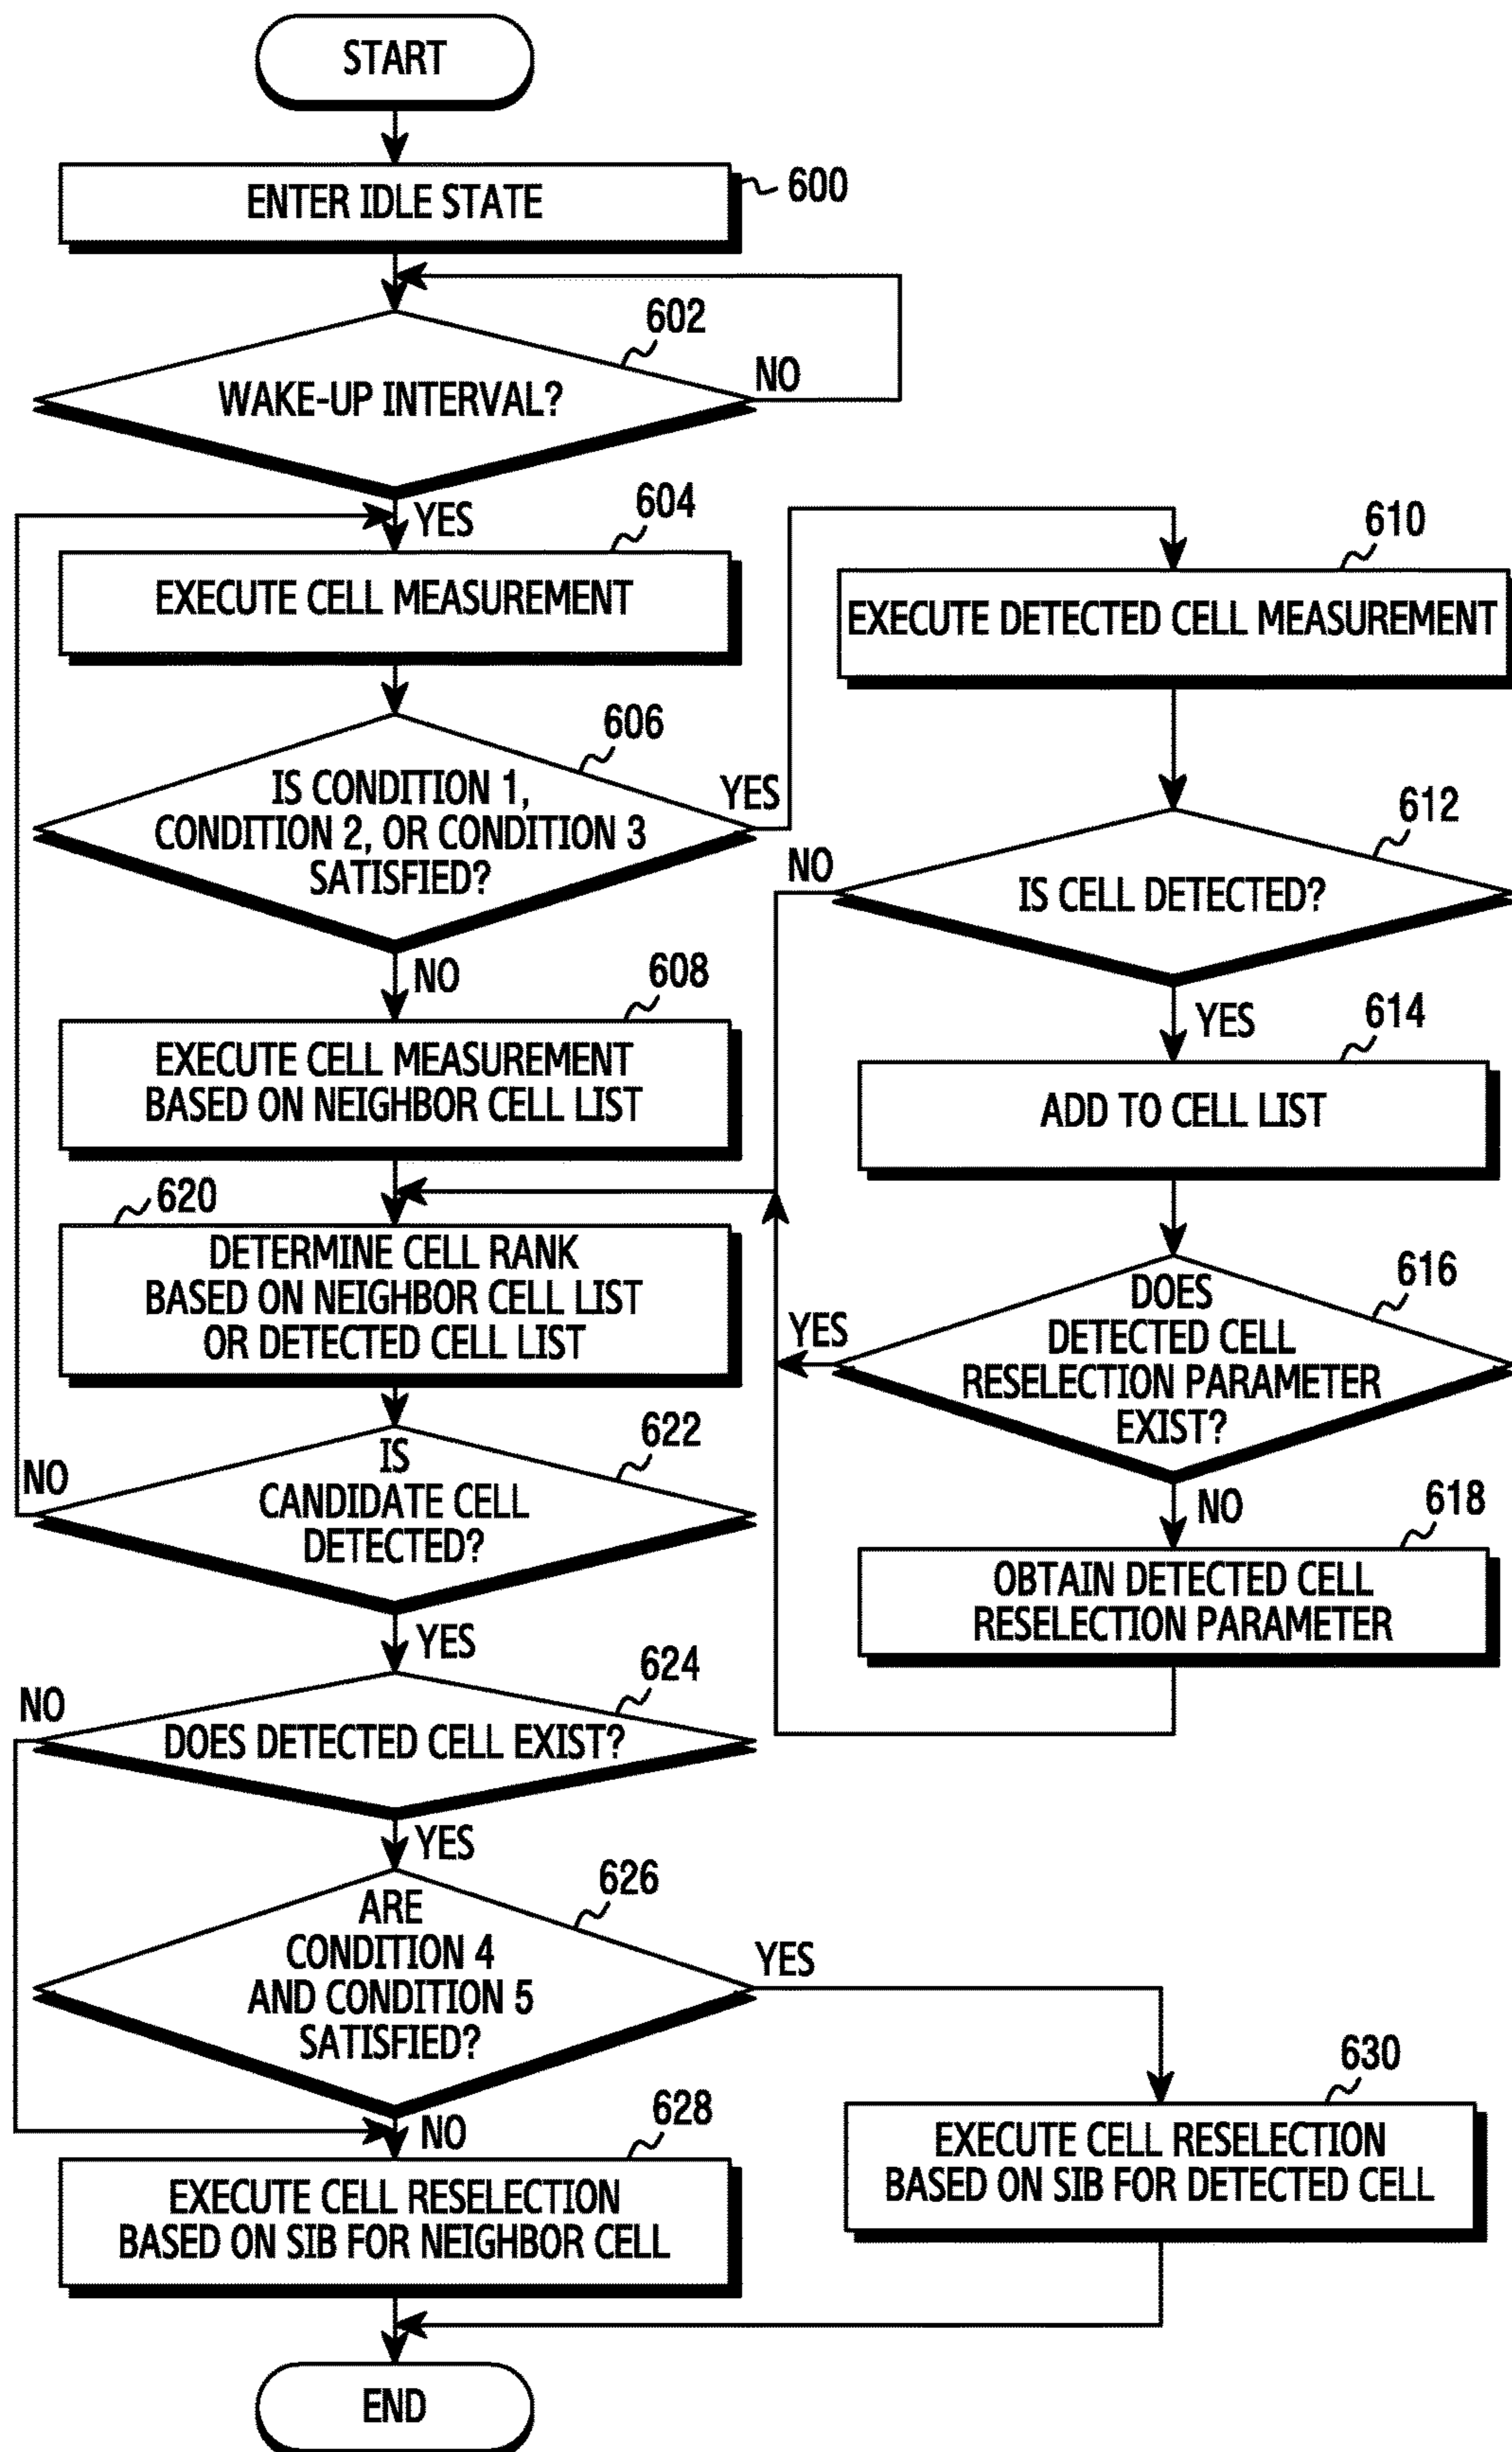 START
ENTER IDLE STATE
600
602
WAKE-UP INTERVAL?
NO
YES
604
EXECUTE CELL MEASUREMENT
606
IS CONDITION 1,
CONDITION 2, OR CONDITION 3
SATISFIED?
YES
NO
608
EXECUTE CELL MEASUREMENT
BASED ON NEIGHBOR CELL LIST
610
EXECUTE DETECTED CELL MEASUREMENT
612
IS CELL DETECTED?
NO
YES
614
ADD TO CELL LIST
616
DOES
DETECTED CELL
RESELECTION PARAMETER
EXIST?
YES
NO
618
OBTAIN DETECTED CELL
RESELECTION PARAMETER
620
DETERMINE CELL RANK
BASED ON NEIGHBOR CELL LIST
OR DETECTED CELL LIST
622
IS
CANDIDATE CELL
DETECTED?
NO
YES
624
DOES DETECTED CELL EXIST?
NO
YES
626
ARE
CONDITION 4
AND CONDITION 5
SATISFIED?
YES
NO
628
EXECUTE CELL RESELECTION
BASED ON SIB FOR NEIGHBOR CELL
630
EXECUTE CELL RESELECTION
BASED ON SIB FOR DETECTED CELL
END